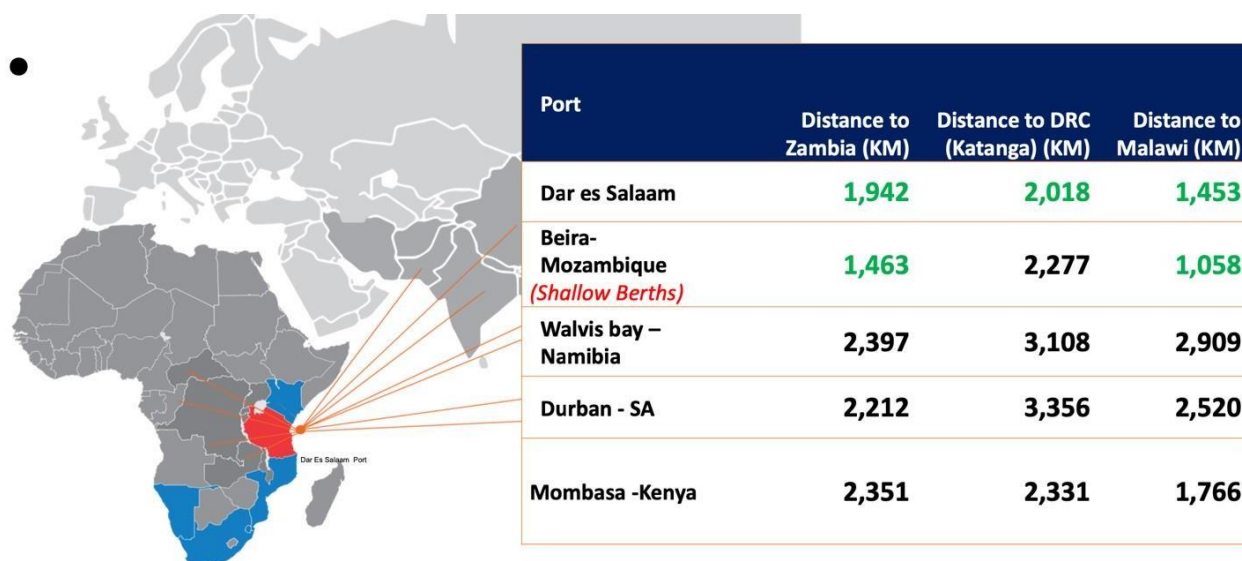 Port
Distance to
Zambia (KM)
Distance to DRC
(Katanga) (KM)
Distance to
Malawi (KM)
Dar es Salaam
1,942
2,018
1,453
Beira-
Mozambique
(Shallow Berths)
1,463
2,277
1,058
Walvis bay –
Namibia
2,397
3,108
2,909
Durban - SA
2,212
3,356
2,520
Mombasa -Kenya
2,351
2,331
1,766
Dar Es Salaam Port